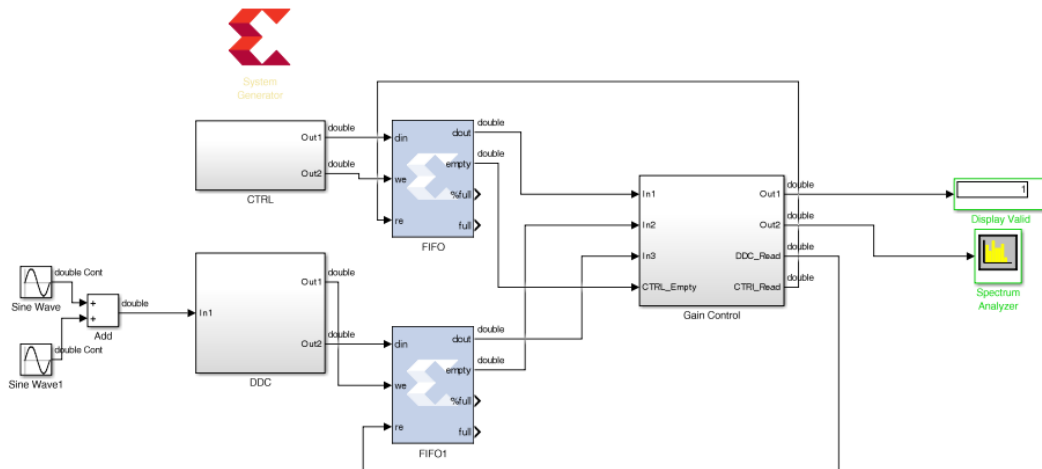 System
Generator
double
Out1
double
Out2
CTRL
din
we
re
dout
double
empty
double
%full
full
FIFO
In1
In2
In3
CTRL_Empty
Out1
double
Out2
double
DDC_Read
double
CTRl_Read
double
Gain Control
1
Display Valid
Spectrum
Analyzer
double Cont
Sine Wave
+
+
Add
double
double Cont
Sine Wave1
In1
Out1
double
Out2
double
DDC
din
we
re
dout
double
empty
double
%full
full
FIFO1